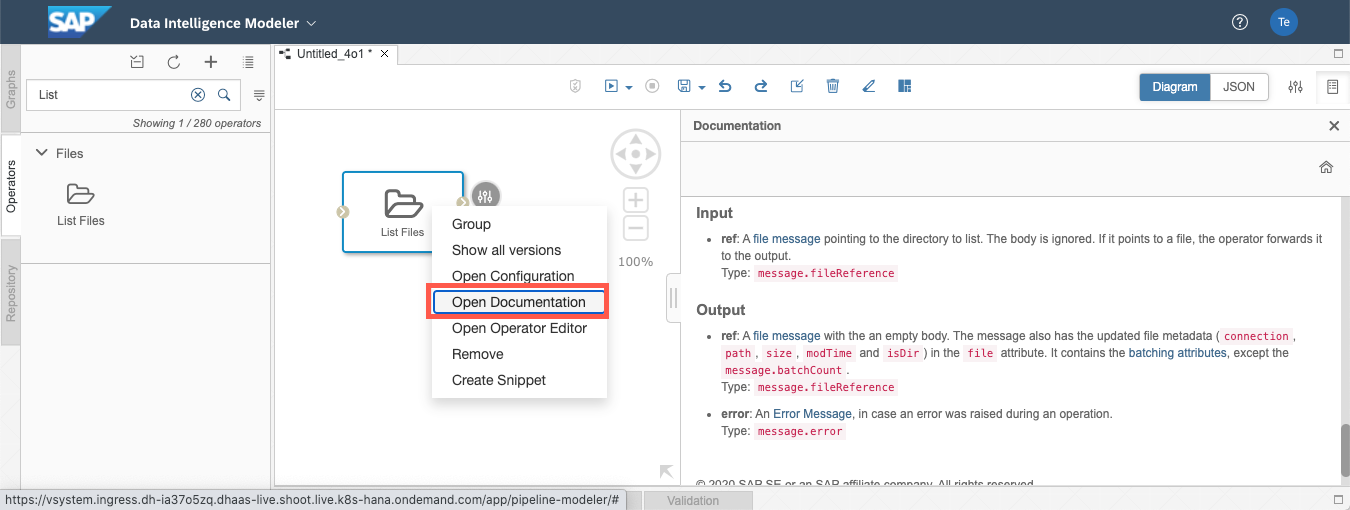 SAP
Data Intelligence Modeler
Te
Graphs
Operators
Repository
List
Showing 1 / 280 operators
Files
List Files
Untitled_4o1 *
Diagram
JSON
List Files
100%
Group
Show all versions
Open Configuration
Open Documentation
Open Operator Editor
Remove
Create Snippet
Documentation
Input
• ref: A file message pointing to the directory to list. The body is ignored. If it points to a file, the operator forwards it
to the output.
Type: message.fileReference
Output
• ref: A file message with the an empty body. The message also has the updated file metadata ( connection ,
path , size , modTime and isDir ) in the file attribute. It contains the batching attributes, except the
message.batchCount .
Type: message.fileReference
• error: An Error Message, in case an error was raised during an operation.
Type: message.error
© 2020 SAP SE or an SAP affiliate company. All rights reserved.
https://vsystem.ingress.dh-ia37o5zq.dhaas-live.shoot.live.k8s-hana.ondemand.com/app/pipeline-modeler/#
Validation